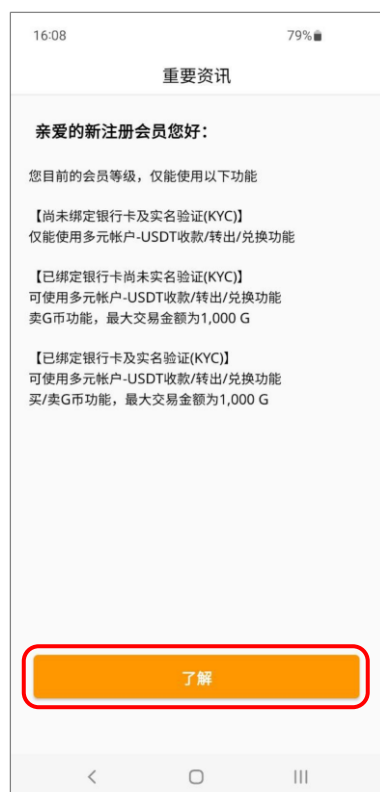 16:08 79%
重要资讯
亲爱的新注册会员您好：
您目前的会员等级，仅能使用以下功能
【尚未绑定银行卡及实名验证(KYC)】
仅能使用多元帐户-USDT收款/转出/兑换功能
【已绑定银行卡尚未实名验证(KYC)】
可使用多元帐户-USDT收款/转出/兑换功能
卖G币功能，最大交易金额为1,000 G
【已绑定银行卡及实名验证(KYC)】
可使用多元帐户-USDT收款/转出/兑换功能
买/卖G币功能，最大交易金额为1,000 G
了解